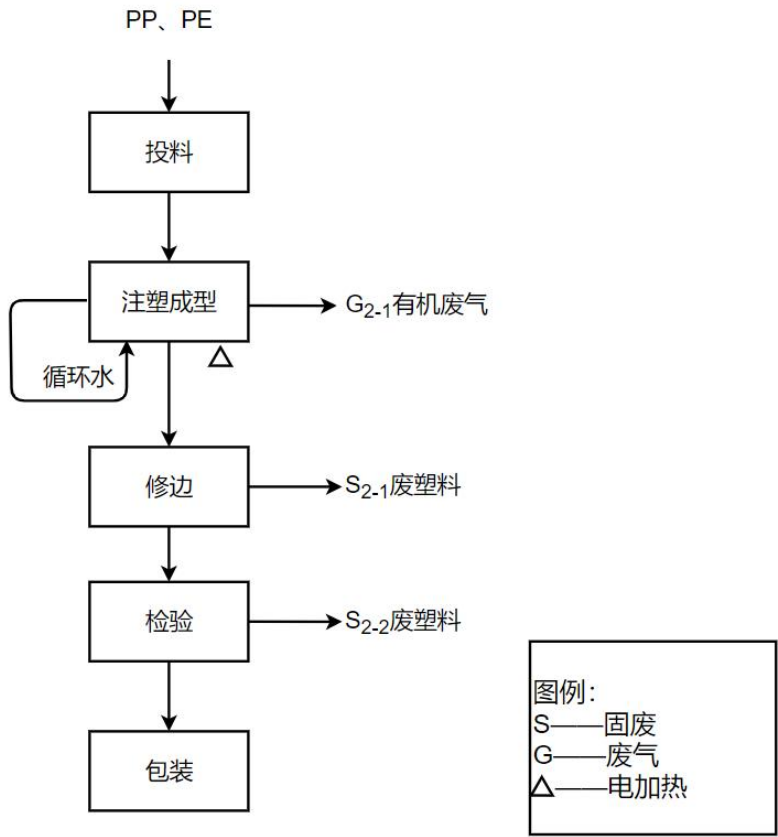 PP、PE
投料
注塑成型
G2-1有机废气
循环水
修边
S2-1废塑料
检验
S2-2废塑料
包装
图例：
S——固废
G——废气
△——电加热